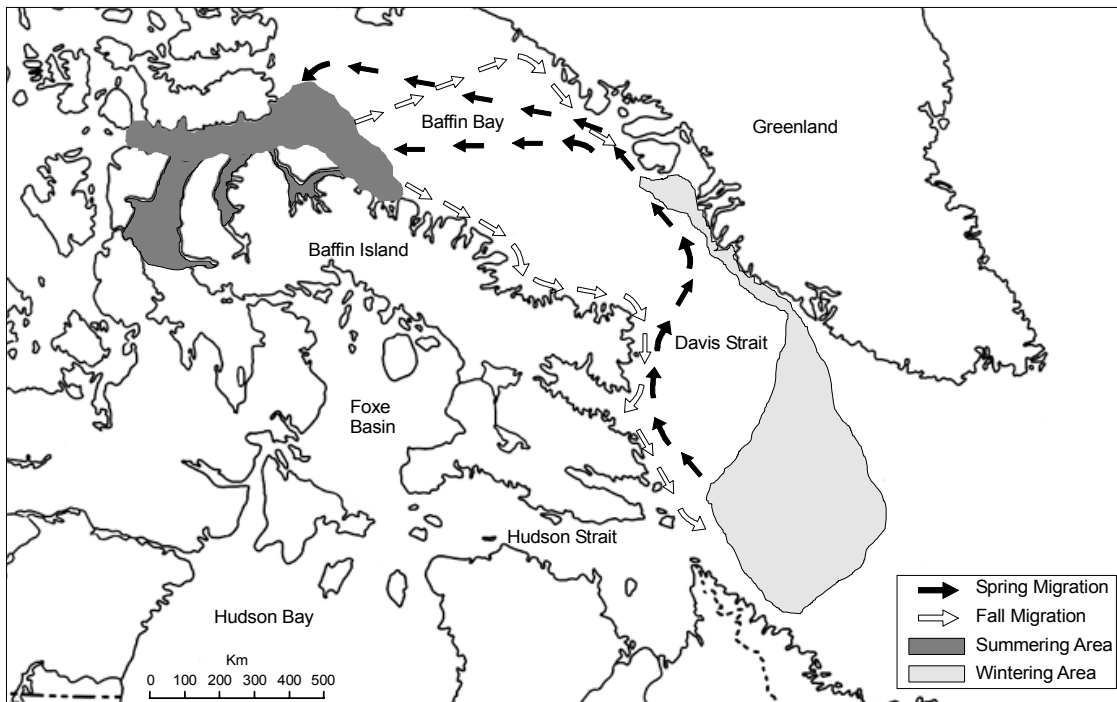 Baffin Bay
Greenland
Baffin Island
Davis Strait
Foxe
Basin
Hudson Strait
Hudson Bay
Km
0 100 200 300 400 500
Spring Migration
Fall Migration
Summering Area
Wintering Area